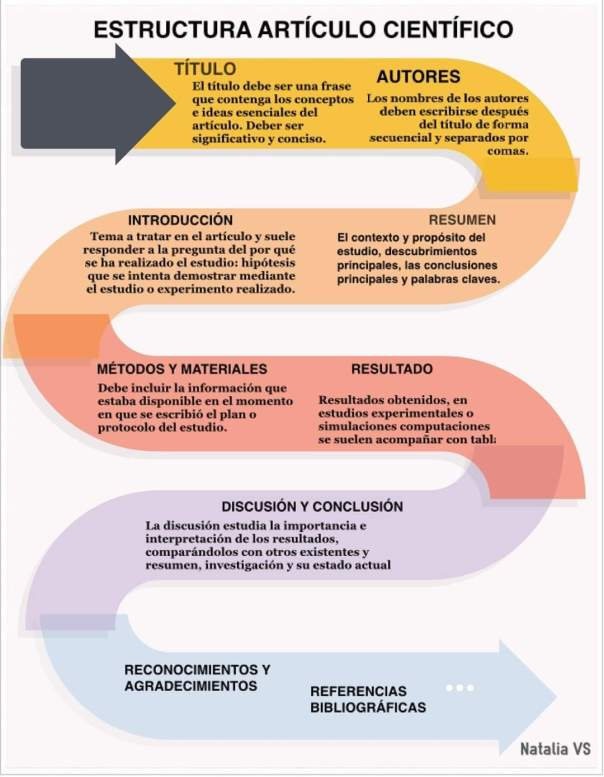 ESTRUCTURA ARTÍCULO CIENTÍFICO
TÍTULO
El título debe ser una frase
que contenga los conceptos
e ideas esenciales del
artículo. Deber ser
significativo y conciso.
AUTORES
Los nombres de los autores
deben escribirse después
del título de forma
secuencial y separados por
comas.
RESUMEN
El contexto y propósito del
estudio, descubrimientos
principales, las conclusiones
principales y palabras claves.
INTRODUCCIÓN
Tema a tratar en el artículo y suele
responder a la pregunta del por qué
se ha realizado el estudio: hipótesis
que se intenta demostrar mediante
el estudio o experimento realizado.
MÉTODOS Y MATERIALES
Debe incluir la información que
estaba disponible en el momento
en que se escribió el plan o
protocolo del estudio.
RESULTADO
Resultados obtenidos, en
estudios experimentales o
simulaciones computaciones
se suelen acompañar con
DISCUSIÓN Y CONCLUSIÓN
La discusión estudia la importancia e
interpretación de los resultados,
comparándolos con otros existentes y
resumen, investigación y su estado actual
RECONOCIMIENTOS Y
AGRADECIMIENTOS
REFERENCIAS
BIBLIOGRÁFICAS
...
Natalia VS